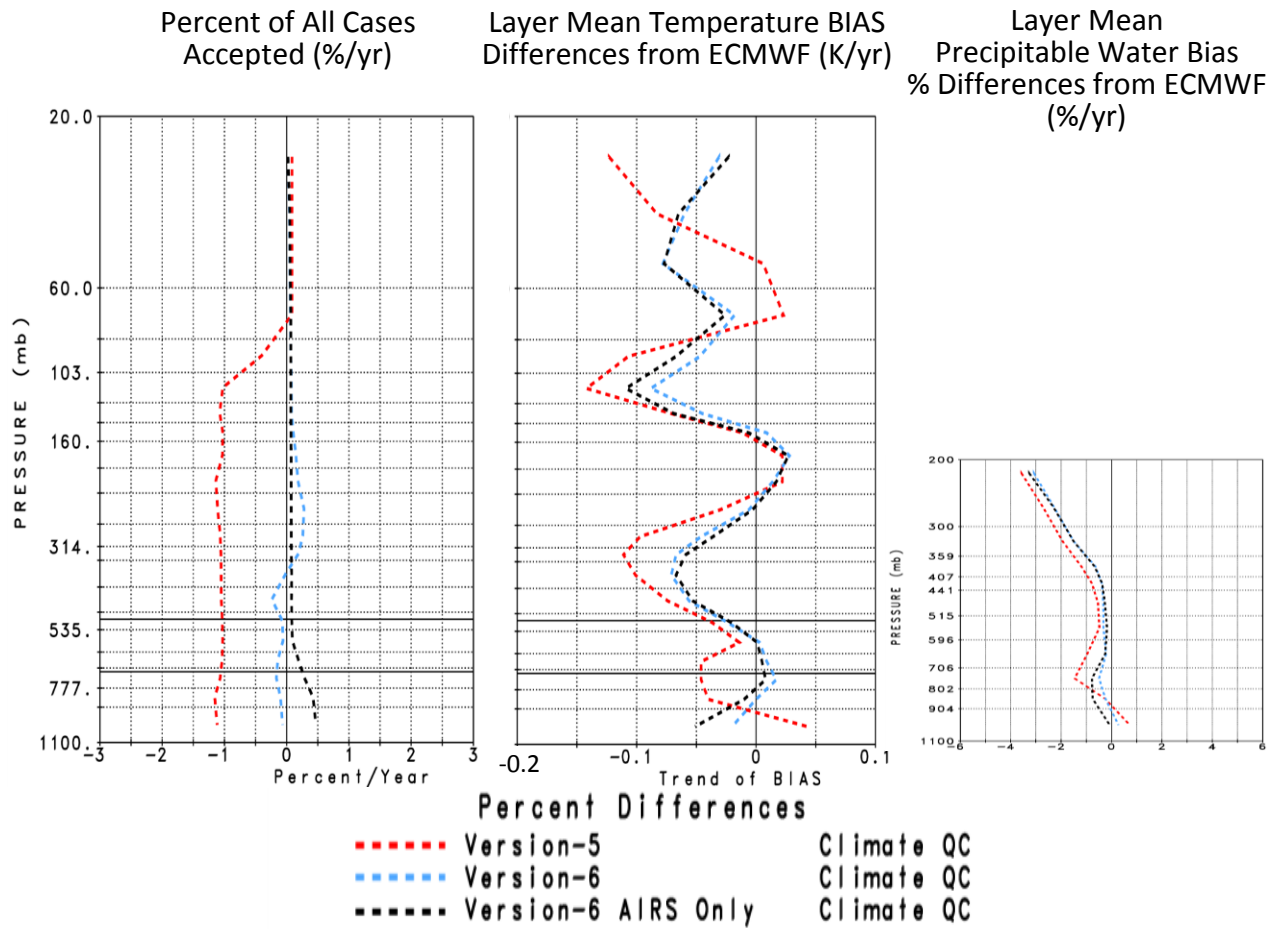 Percent of All Cases
Accepted (%/yr)
Layer Mean Temperature BIAS
Differences from ECMWF (K/yr)
Layer Mean
Precipitable Water Bias
% Differences from ECMWF
(%/yr)
PRESSURE (mb)
20.0
60.0
103.
160.
314.
535.
777.
1100.
-3
-2
-1
0
1
2
3
Percent/Year
-0.2
-0.1
0
0.1
Trend of BIAS
PRESSURE (mb)
200
300
359
407
441
515
596
706
802
904
1100
-6
-4
-2
0
2
4
6
Percent Differences
Version-5 Climate QC
Version-6 Climate QC
Version-6 AIRS Only Climate QC